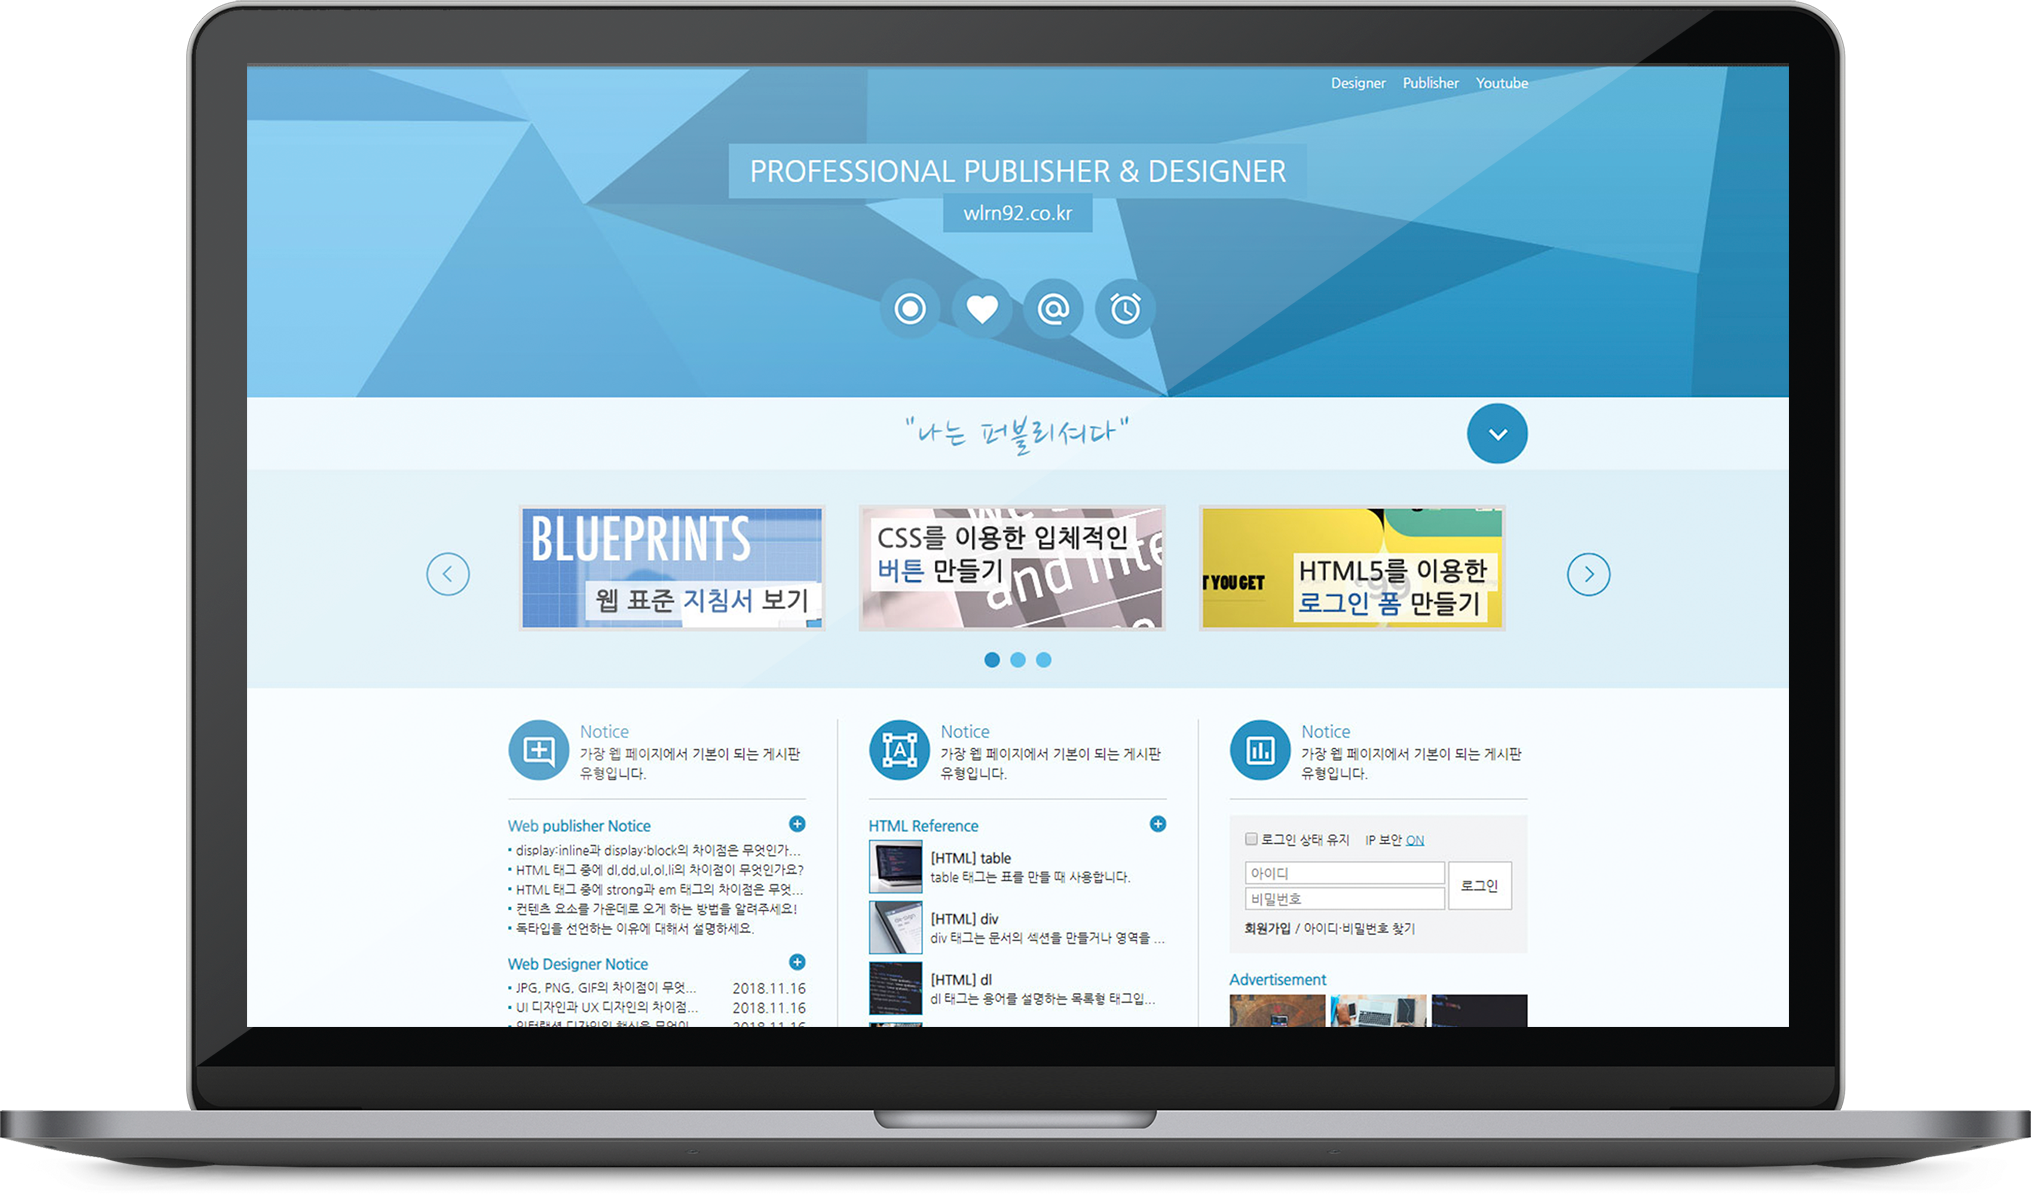 Designer Publisher Youtube
PROFESSIONAL PUBLISHER & DESIGNER
wlrn92.co.kr
"나는 퍼블리셔다"
BLUEPRINTS
웹 표준 지침서 보기
CSS를 이용한 입체적인
버튼 만들기
and inte
T YOU GET
HTML5를 이용한
로그인 폼 만들기
Notice
가장 웹 페이지에서 기본이 되는 게시판
유형입니다.
Web publisher Notice
display:inline과 display:block의 차이점은 무엇인가...
HTML 태그 중에 dl,dd,ul,ol,li의 차이점이 무엇인가요?
HTML 태그 중에 strong과 em 태그의 차이점은 무엇...
컨텐츠 요소를 가운데로 오게 하는 방법을 알려주세요!
독타입을 선언하는 이유에 대해서 설명하세요.
Web Designer Notice
JPG, PNG, GIF의 차이점이 무엇... 2018.11.16
UI 디자인과 UX 디자인의 차이점... 2018.11.16
Notice
가장 웹 페이지에서 기본이 되는 게시판
유형입니다.
HTML Reference
[HTML] table
table 태그는 표를 만들 때 사용합니다.
[HTML] div
div 태그는 문서의 섹션을 만들거나 영역을 ...
[HTML] dl
dl 태그는 용어를 설명하는 목록형 태그입...
Notice
가장 웹 페이지에서 기본이 되는 게시판
유형입니다.
로그인 상태 유지 IP 보안 ON
아이디
비밀번호
로그인
회원가입 / 아이디·비밀번호 찾기
Advertisement